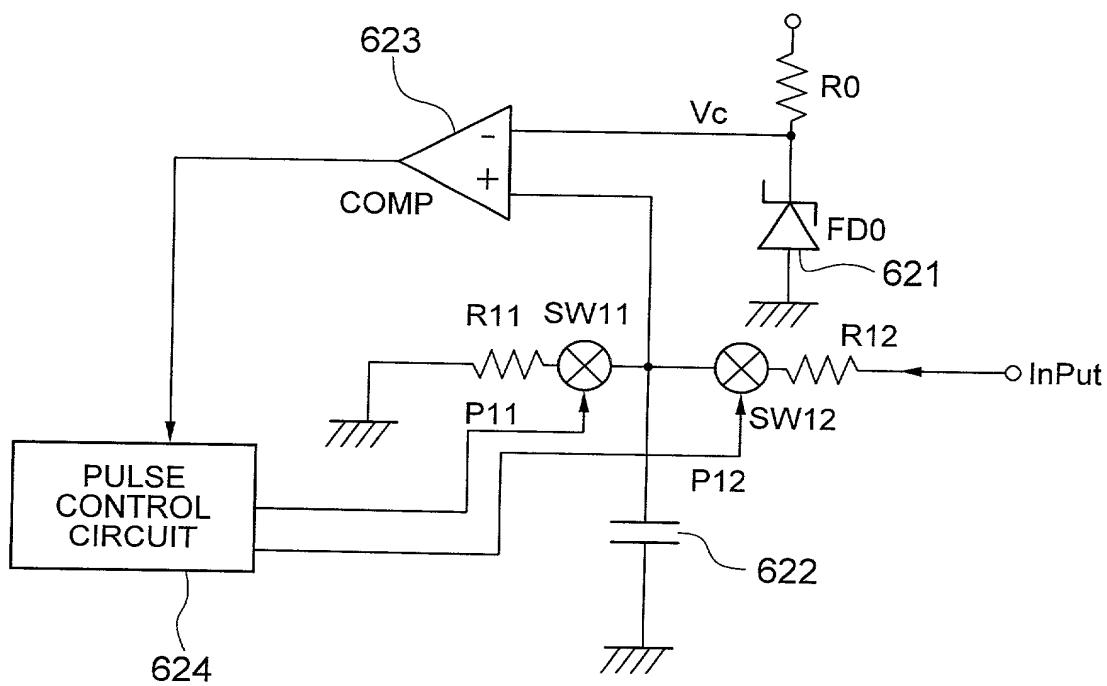 623
R0
Vc
-
+
COMP
FD0
621
R11
SW11
R12
InPut
P11
SW12
P12
PULSE
CONTROL
CIRCUIT
622
624